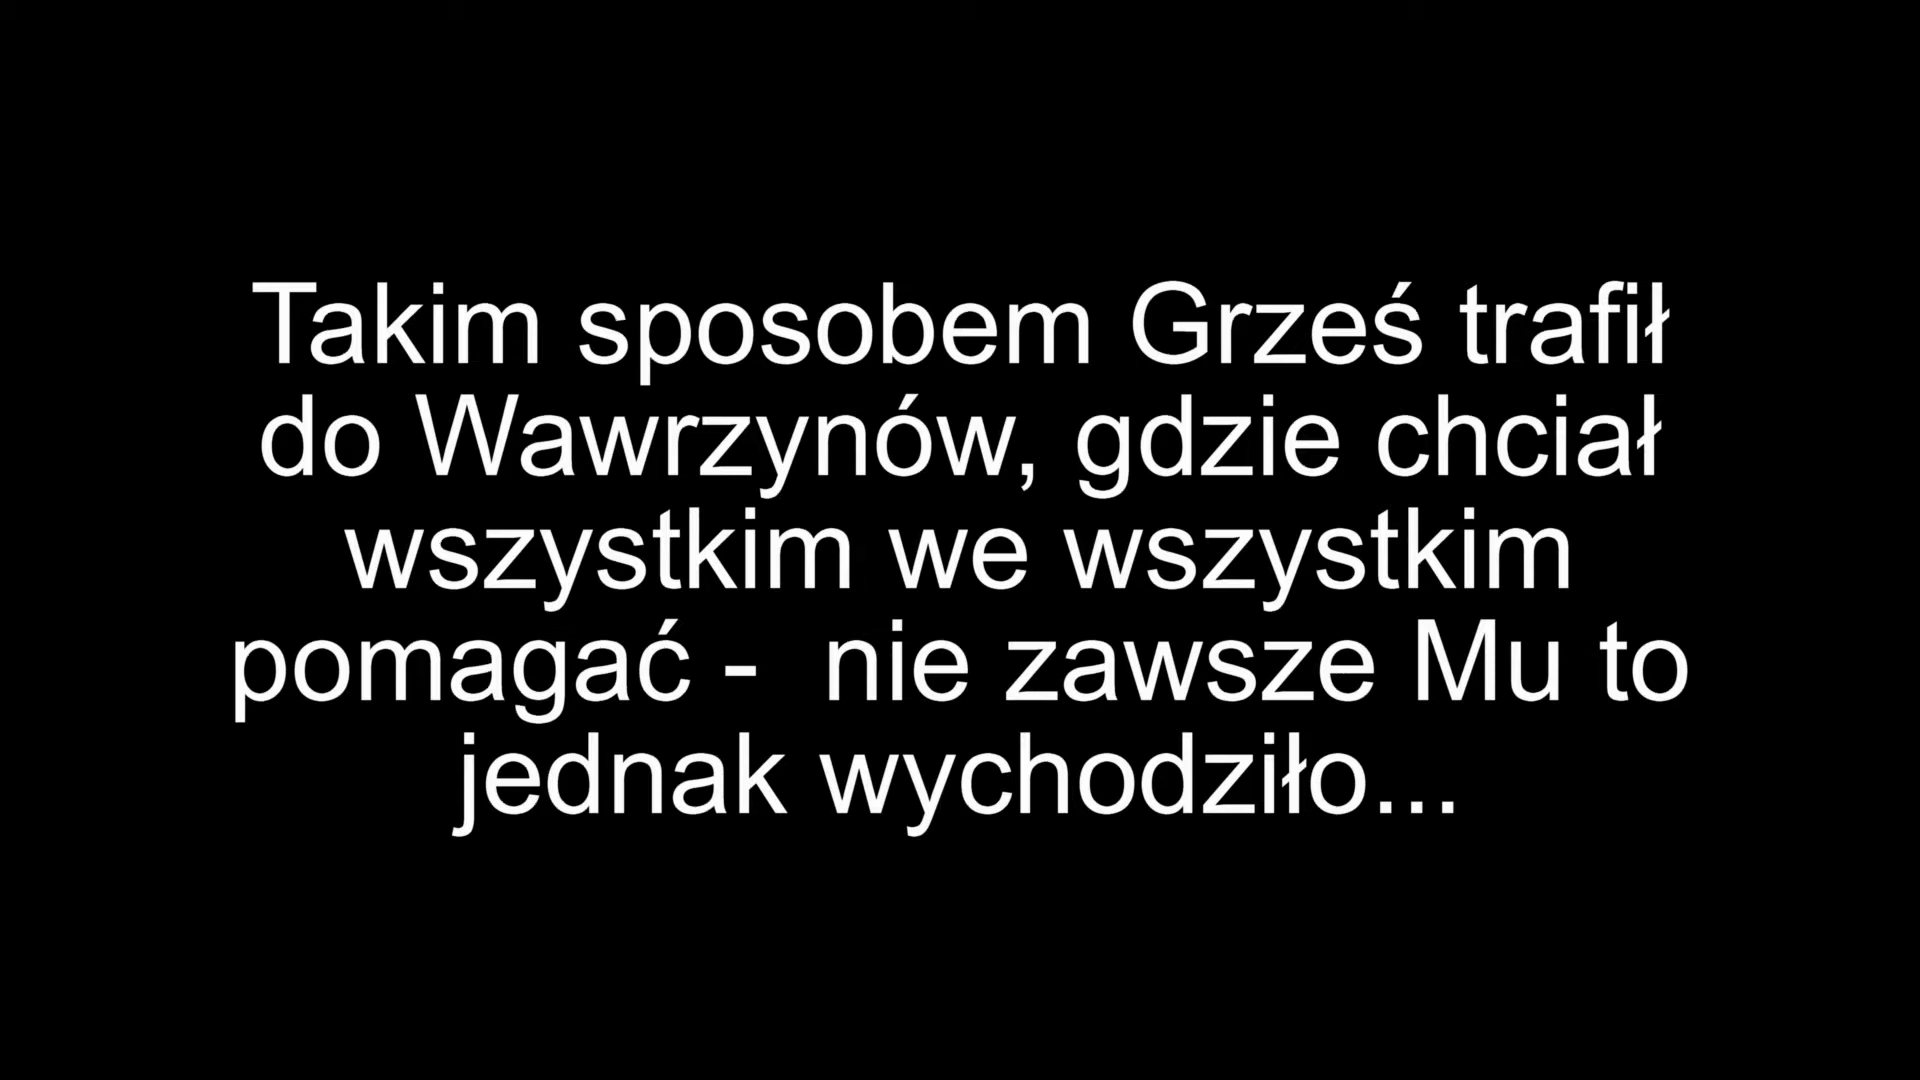 Takim sposobem Grześ trafił
do Wawrzynów, gdzie chciał
wszystkim we wszystkim
pomagać -  nie zawsze Mu to
jednak wychodziło...